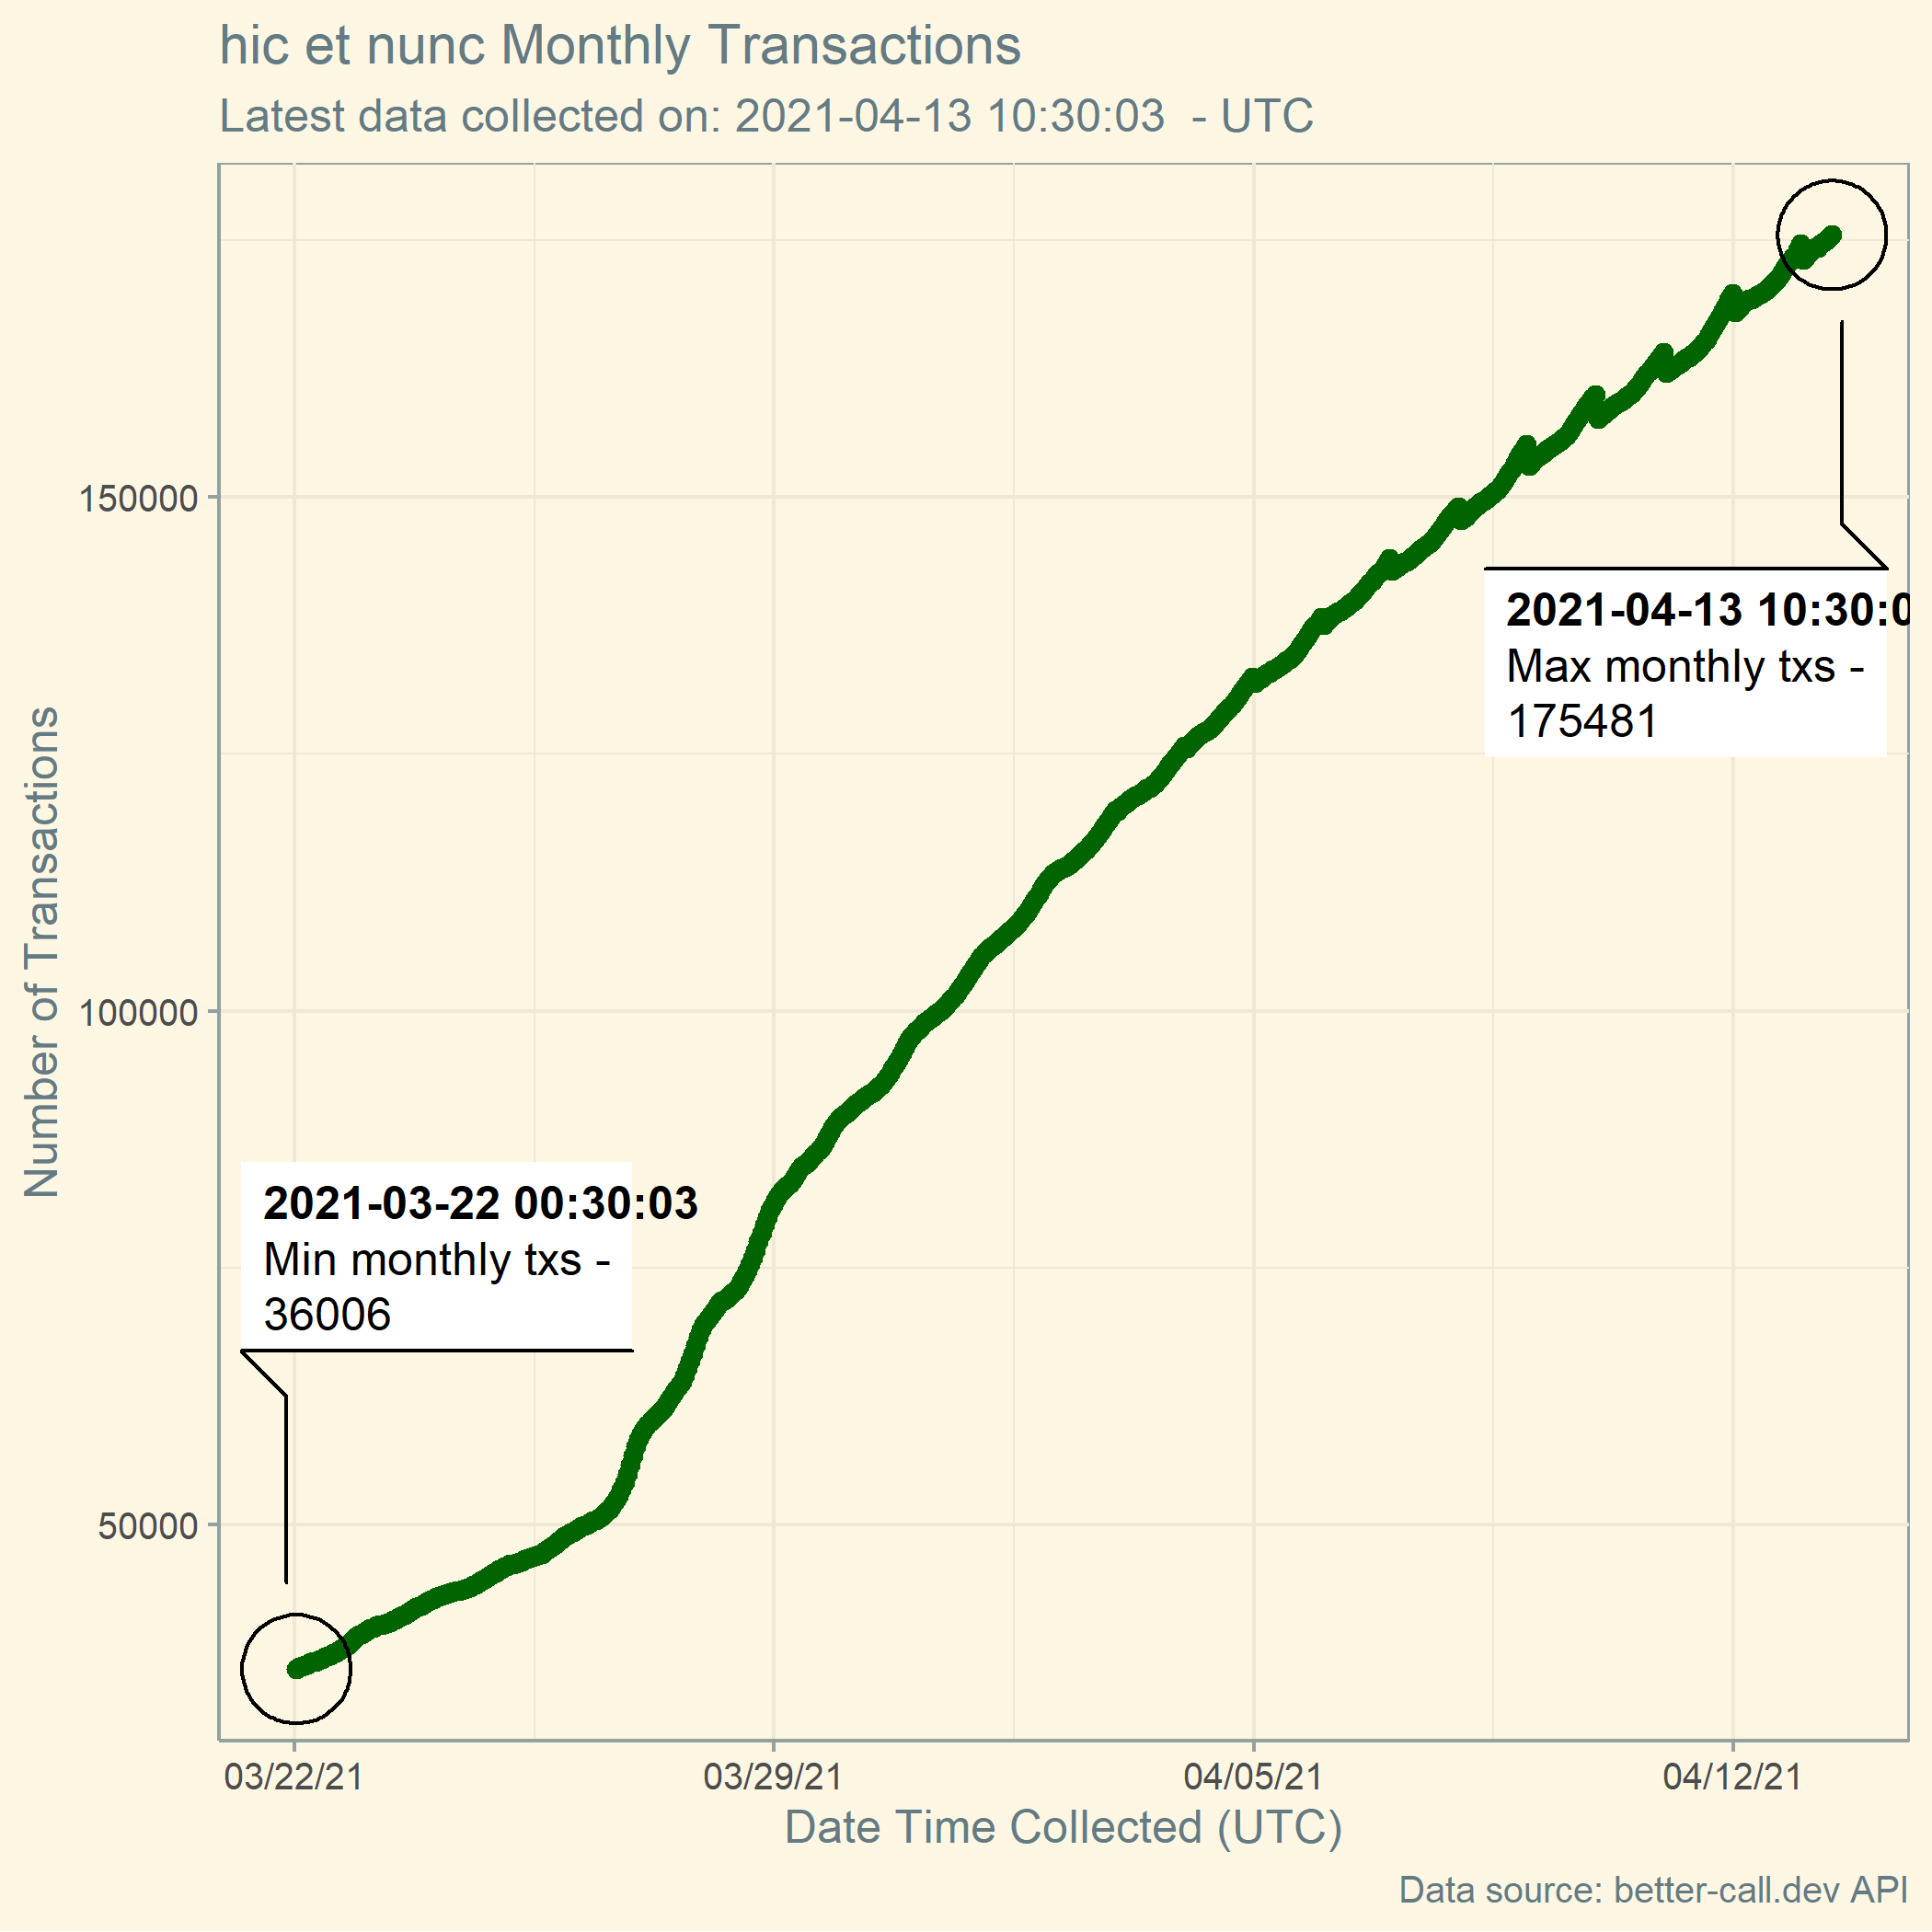 hic et nunc Monthly Transactions
Latest data collected on: 2021-04-13 10:30:03 - UTC
Number of Transactions
150000
100000
50000
2021-04-13 10:30:0
Max monthly txs -
175481
2021-03-22 00:30:03
Min monthly txs -
36006
03/22/21
03/29/21
04/05/21
04/12/21
Date Time Collected (UTC)
Data source: better-call.dev API